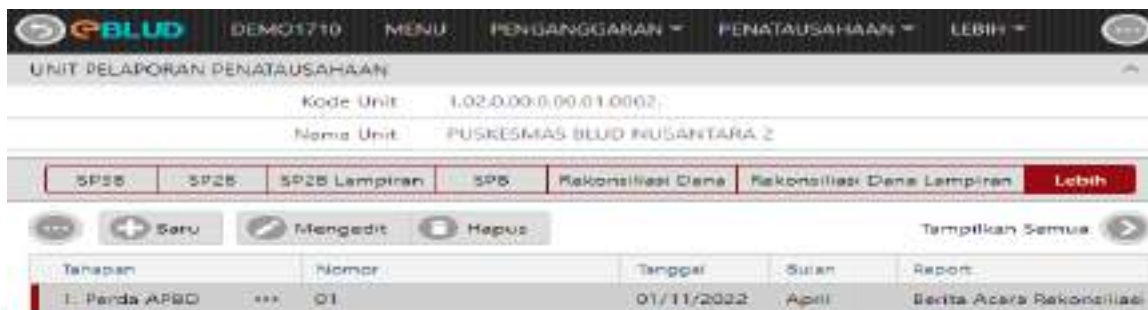 eBLUD DEMO1710 MENU PENGANGGARAN PENATAUSAHAAN LEBIH
UNIT PELAPORAN PENATAUSAHAAN
Kode Unit 1.02.0.00.0.00.01.0002.
Nama Unit PUSKESMAS BLUD NUSANTARA 2
SP3B SP2B SP2B Lampiran SPB Rekonsiliasi Dana Rekonsiliasi Dana Lampiran Lebih
Baru Mengedit Hapus Tampilkan Semua
Tahapan Nomor Tanggal Bulan Report
1. Perda APBD 01 01/11/2022 April Berita Acara Rekonsiliasi